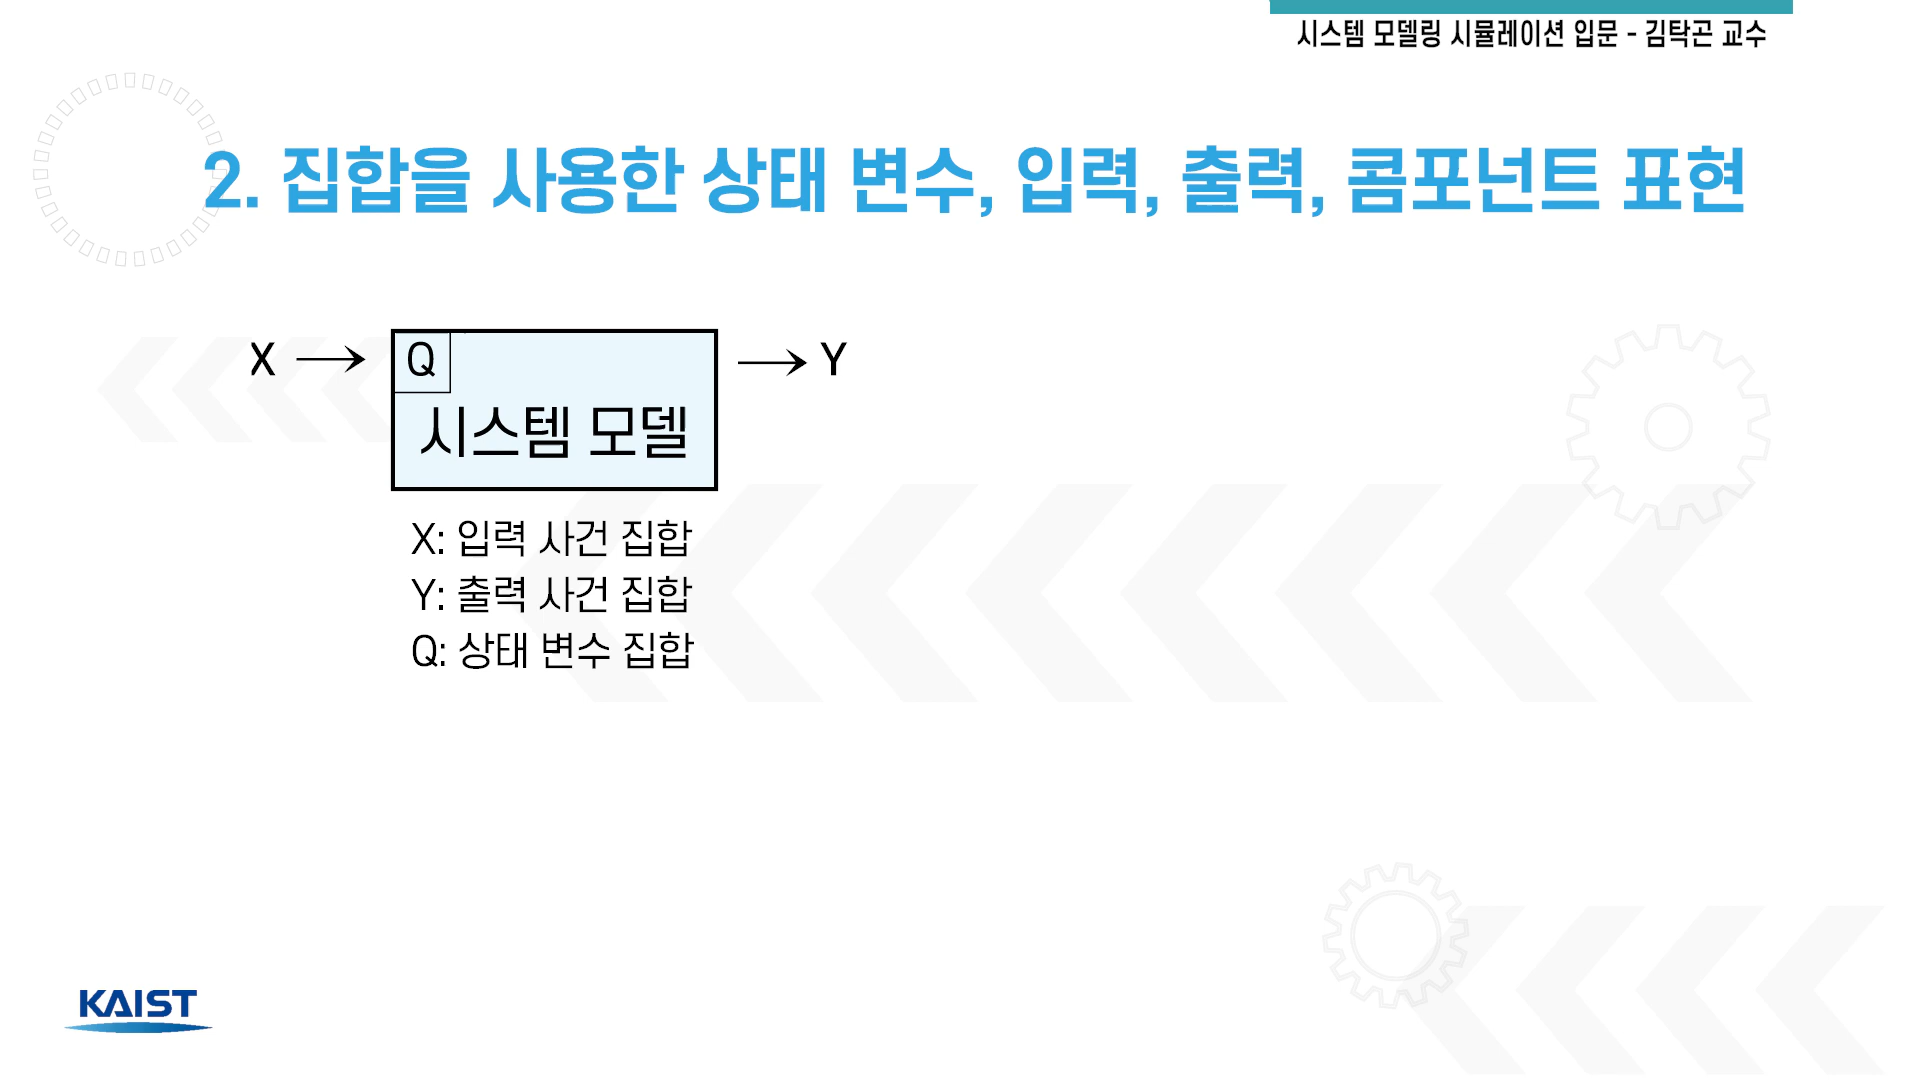 시스템 모델링 시뮬레이션 입문 - 김탁곤 교수
2. 집합을 사용한 상태 변수, 입력, 출력, 콤포넌트 표현
X
Q
Y
시스템 모델
X: 입력 사건 집합
Y: 출력 사건 집합
Q: 상태 변수 집합
KAIST